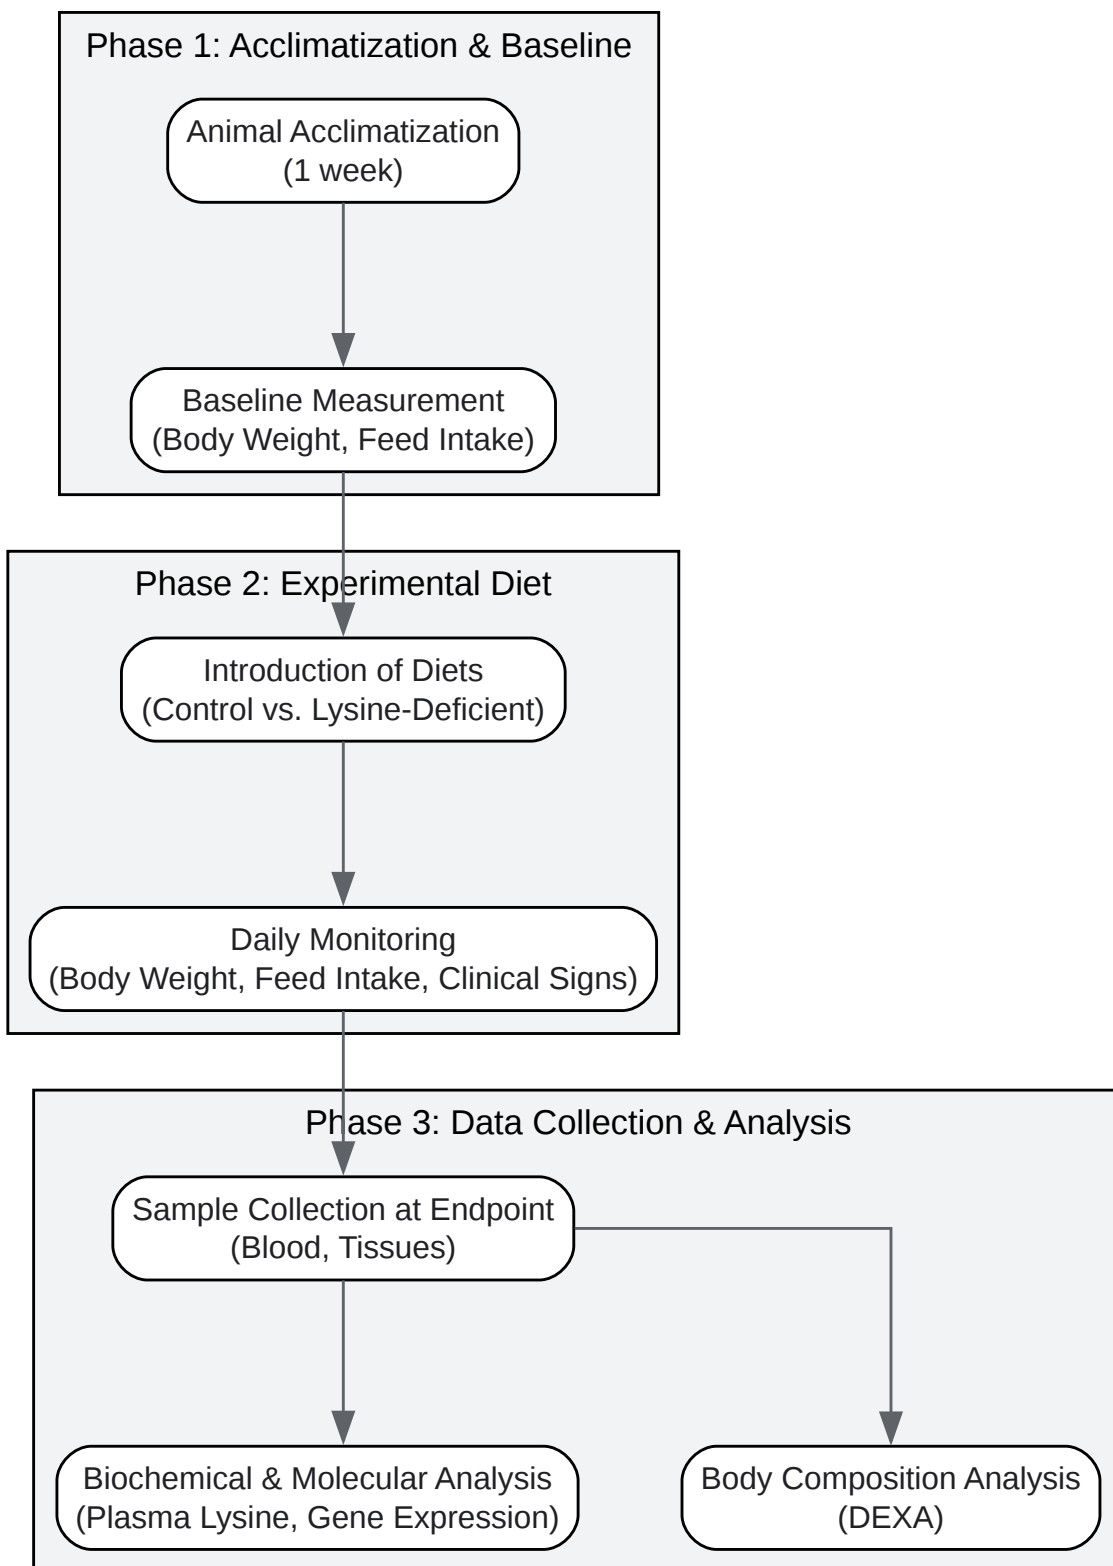 Phase 1: Acclimatization & Baseline
Animal Acclimatization
(1 week)
Baseline Measurement
(Body Weight, Feed Intake)
Phase 2: Experimental Diet
Introduction of Diets
(Control vs. Lysine-Deficient)
Daily Monitoring
(Body Weight, Feed Intake, Clinical Signs)
Phase 3: Data Collection & Analysis
Sample Collection at Endpoint
(Blood, Tissues)
Biochemical & Molecular Analysis
(Plasma Lysine, Gene Expression)
Body Composition Analysis
(DEXA)